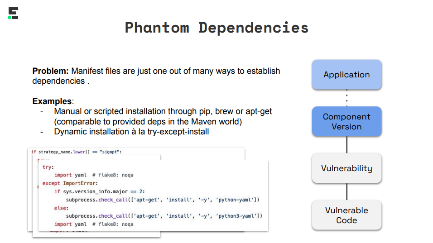 Phantom Dependencies
Problem: Manifest files are just one out of many ways to establish
dependencies .
Examples:
- Manual or scripted installation through pip, brew or apt-get
(comparable to provided deps in the Maven world)
- Dynamic installation à la try-except-install
if strategy_name.lower() ==
try:
import yaml # flake8: noqa
except ImportError:
if sys.version_info.major == 2:
subprocess.check_call(['apt-get', 'install', '-y', 'python-yaml'])
else:
subprocess.check_call(['apt-get', 'install', '-y', 'python3-yaml'])
import yaml # flake8: noqa
Application
Component
Version
Vulnerability
Vulnerable
Code